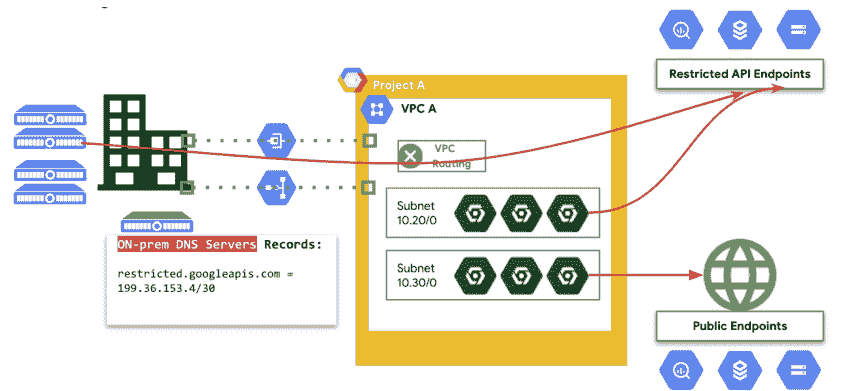 Restricted API Endpoints
Project A
VPC A
VPC
Routing
Subnet
10.20/0
Subnet
10.30/0
ON-prem DNS Servers Records:
restricted.googleapis.com =
199.36.153.4/30
Public Endpoints